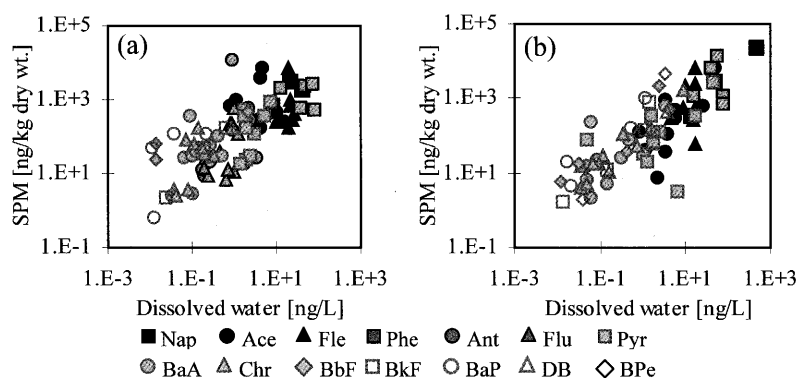 (a)
(b)
SPM [ng/kg dry wt.]
1.E+5
1.E+3
1.E+1
1.E-1
1.E-3 1.E-1 1.E+1 1.E+3
Dissolved water [ng/L]
SPM [ng/kg dry wt.]
1.E+5
1.E+3
1.E+1
1.E-1
1.E-3 1.E-1 1.E+1 1.E+3
Dissolved water [ng/L]
Nap Ace Fle Phe Ant Flu Pyr
BaA Chr BbF BkF BaP DB BPe